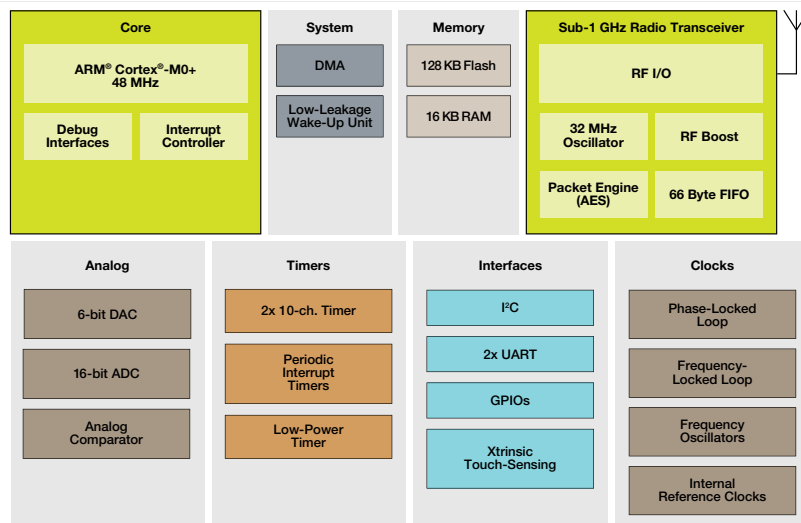 Core
ARM® Cortex®-M0+
48 MHz
Debug
Interfaces
Interrupt
Controller
System
DMA
Low-Leakage
Wake-Up Unit
Memory
128 KB Flash
16 KB RAM
Sub-1 GHz Radio Transceiver
RF I/O
32 MHz
Oscillator
RF Boost
Packet Engine
(AES)
66 Byte FIFO
Analog
6-bit DAC
16-bit ADC
Analog
Comparator
Timers
2x 10-ch. Timer
Periodic
Interrupt
Timers
Low-Power
Timer
Interfaces
I²C
2x UART
GPIOs
Xtrinsic
Touch-Sensing
Clocks
Phase-Locked
Loop
Frequency-
Locked Loop
Frequency
Oscillators
Internal
Reference Clocks